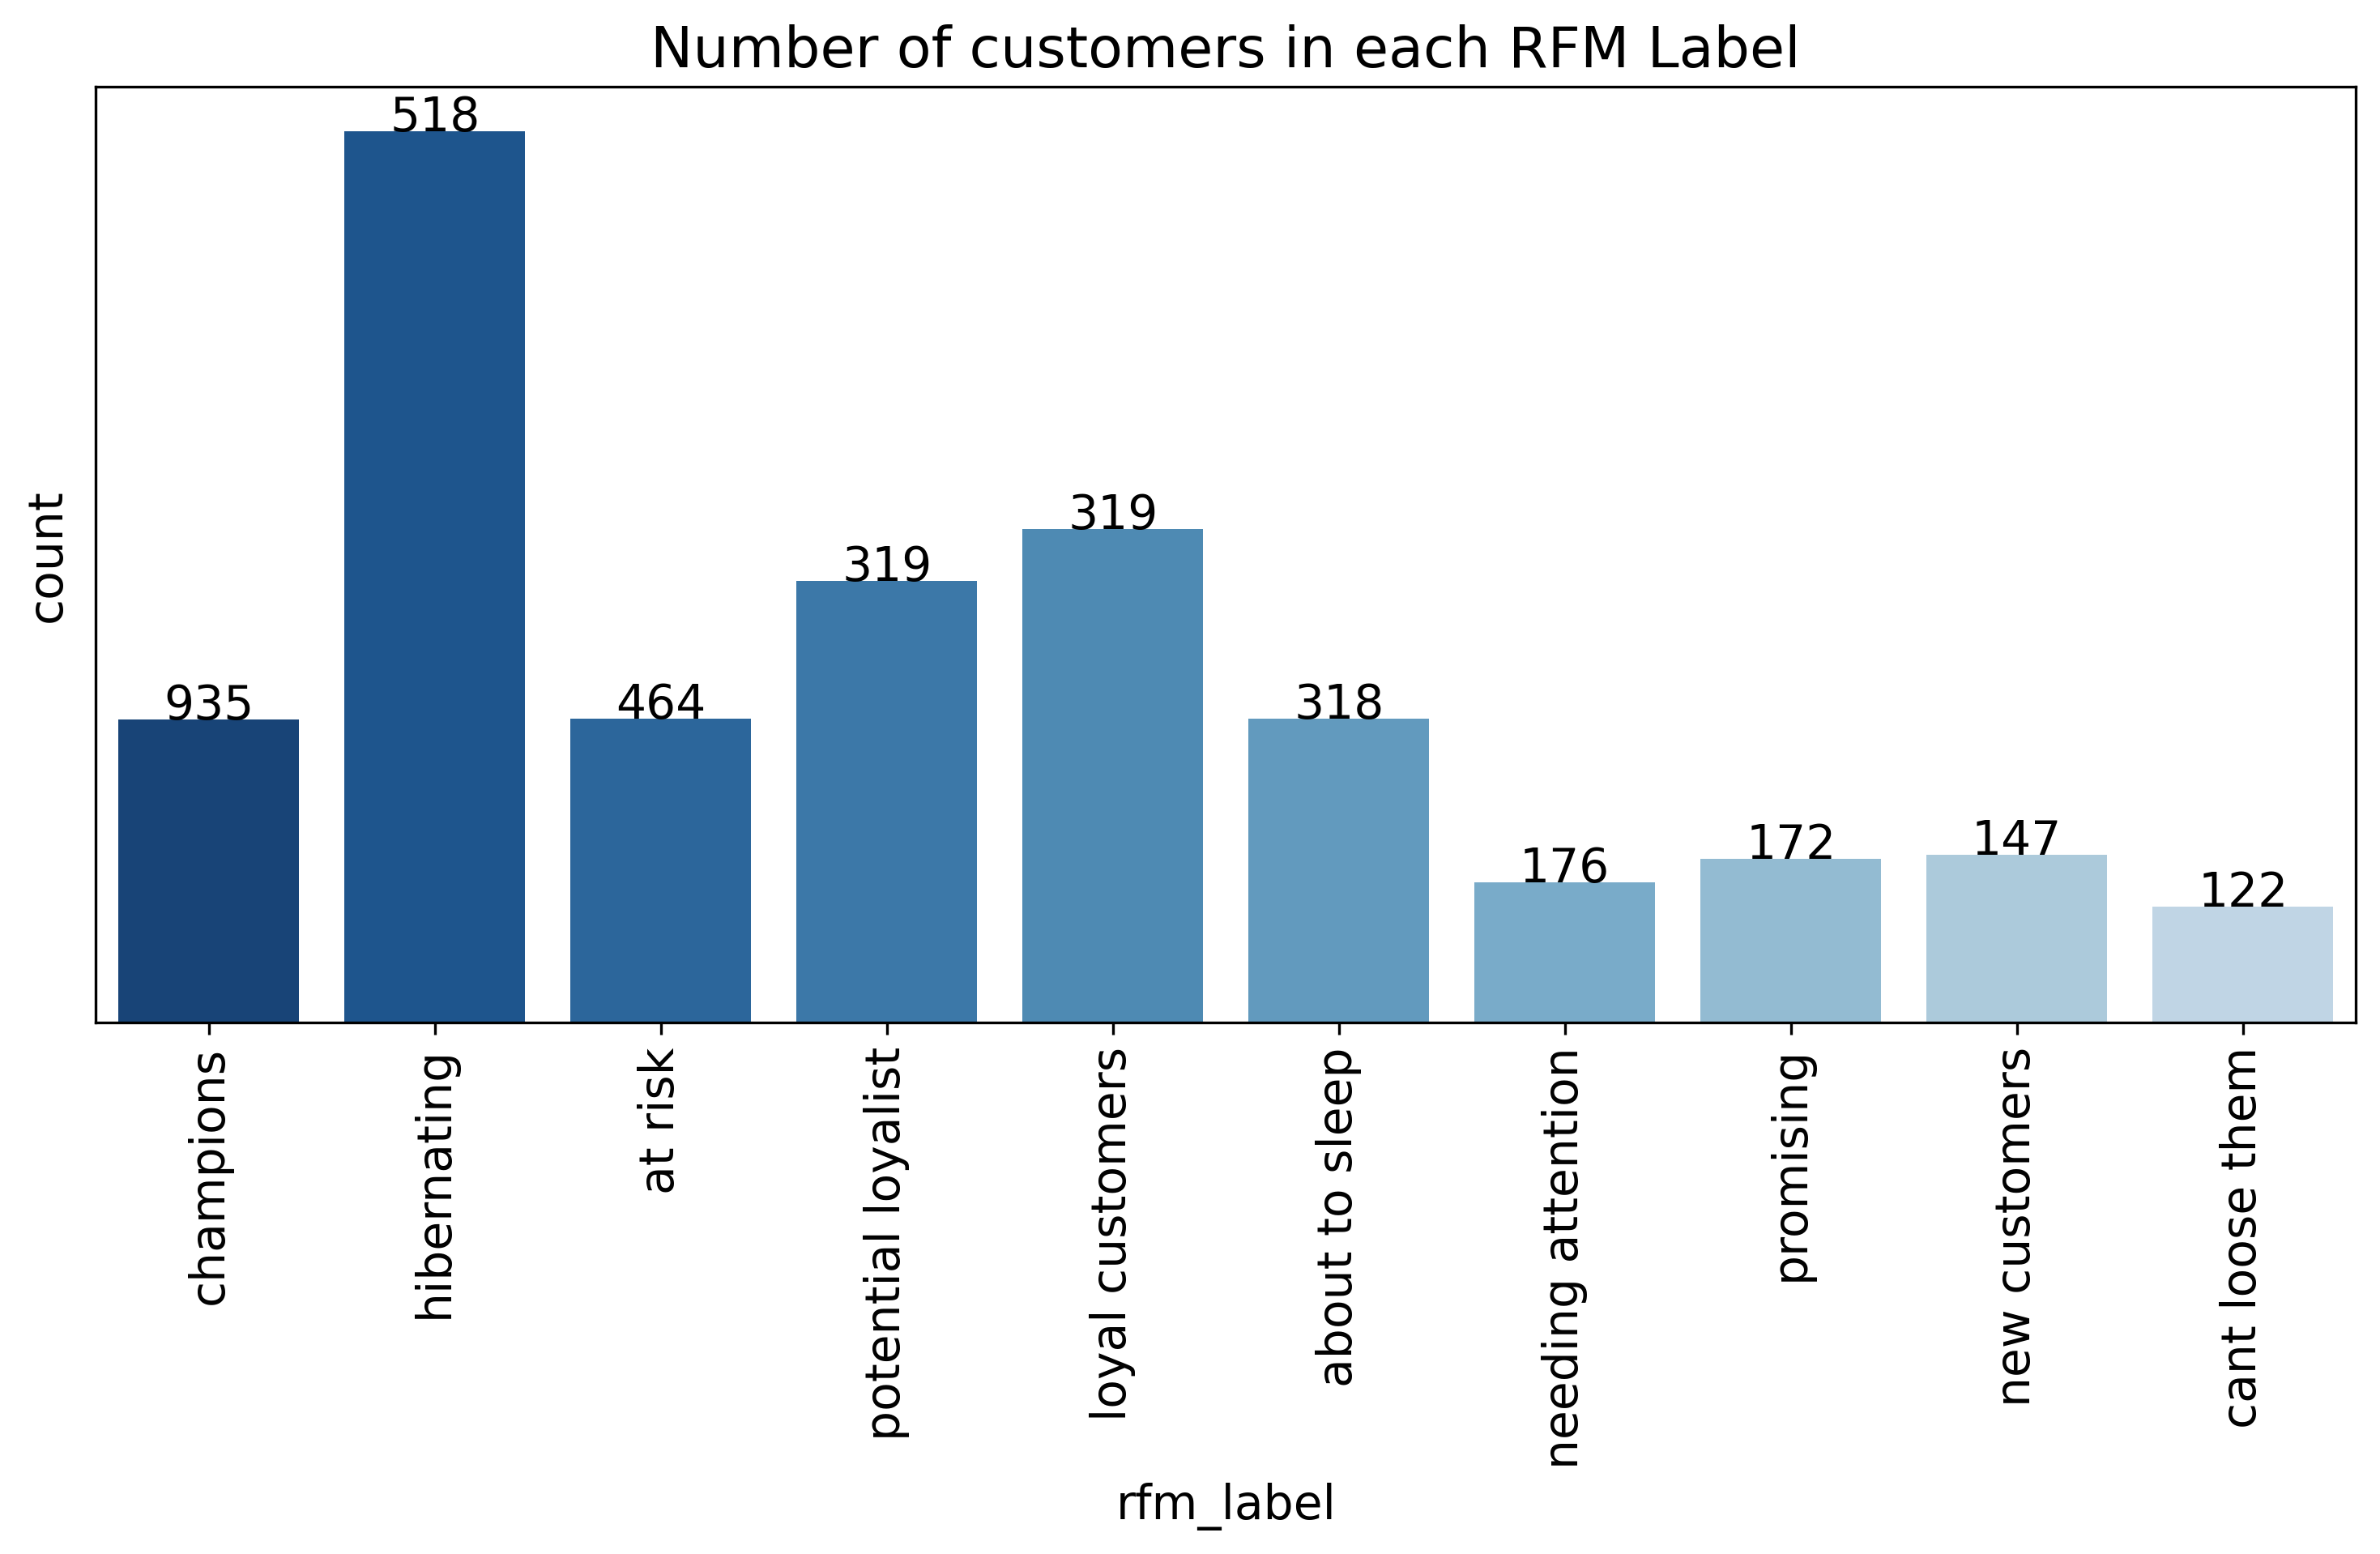 Number of customers in each RFM Label
518
319
319
935
464
318
176
172
147
122
count
champions
hibernating
at risk
potential loyalist
loyal customers
about to sleep
needing attention
promising
new customers
cant loose them
rfm_label